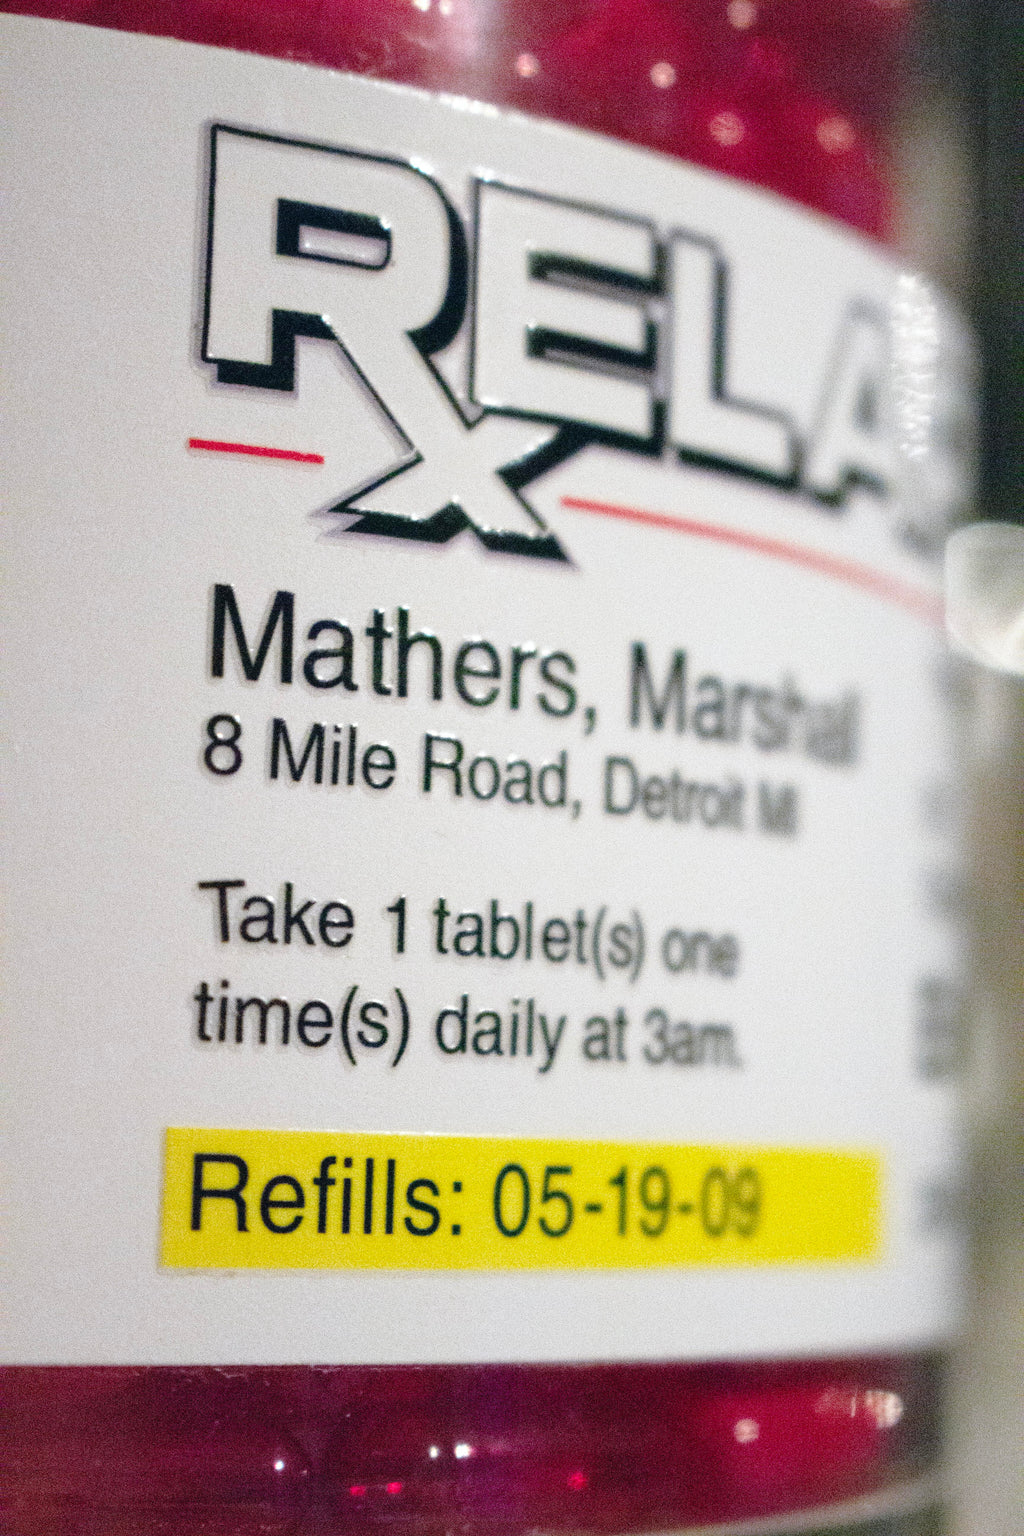 RELA
Mathers, Marshall
8 Mile Road, Detroit MI
Take 1 tablet(s) one
time(s) daily at 3am.
Refills: 05-19-09